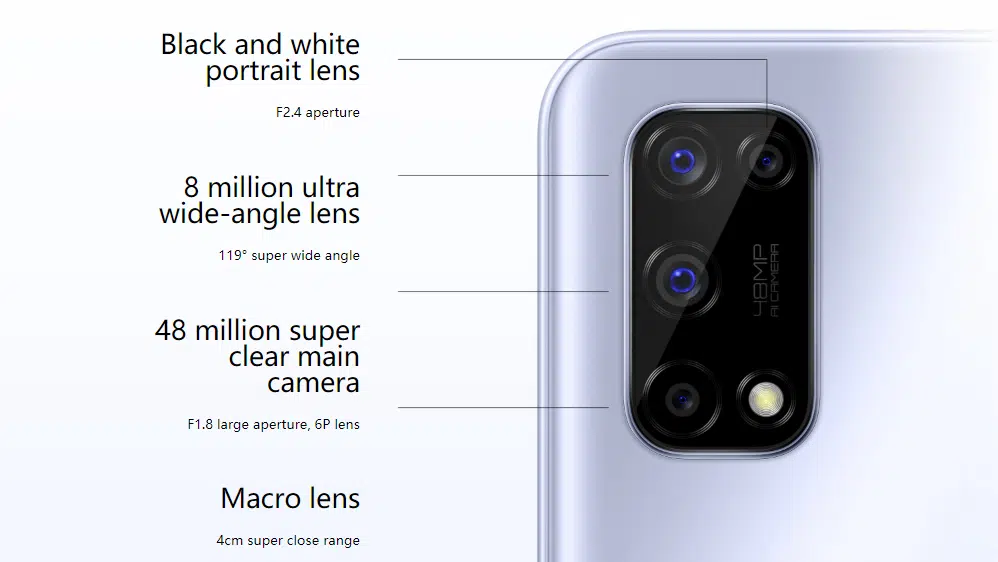 Black and white
portrait lens
F2.4 aperture
8 million ultra
wide-angle lens
119° super wide angle
48 million super
clear main
camera
F1.8 large aperture, 6P lens
Macro lens
4cm super close range
48MP
AI CAMERA